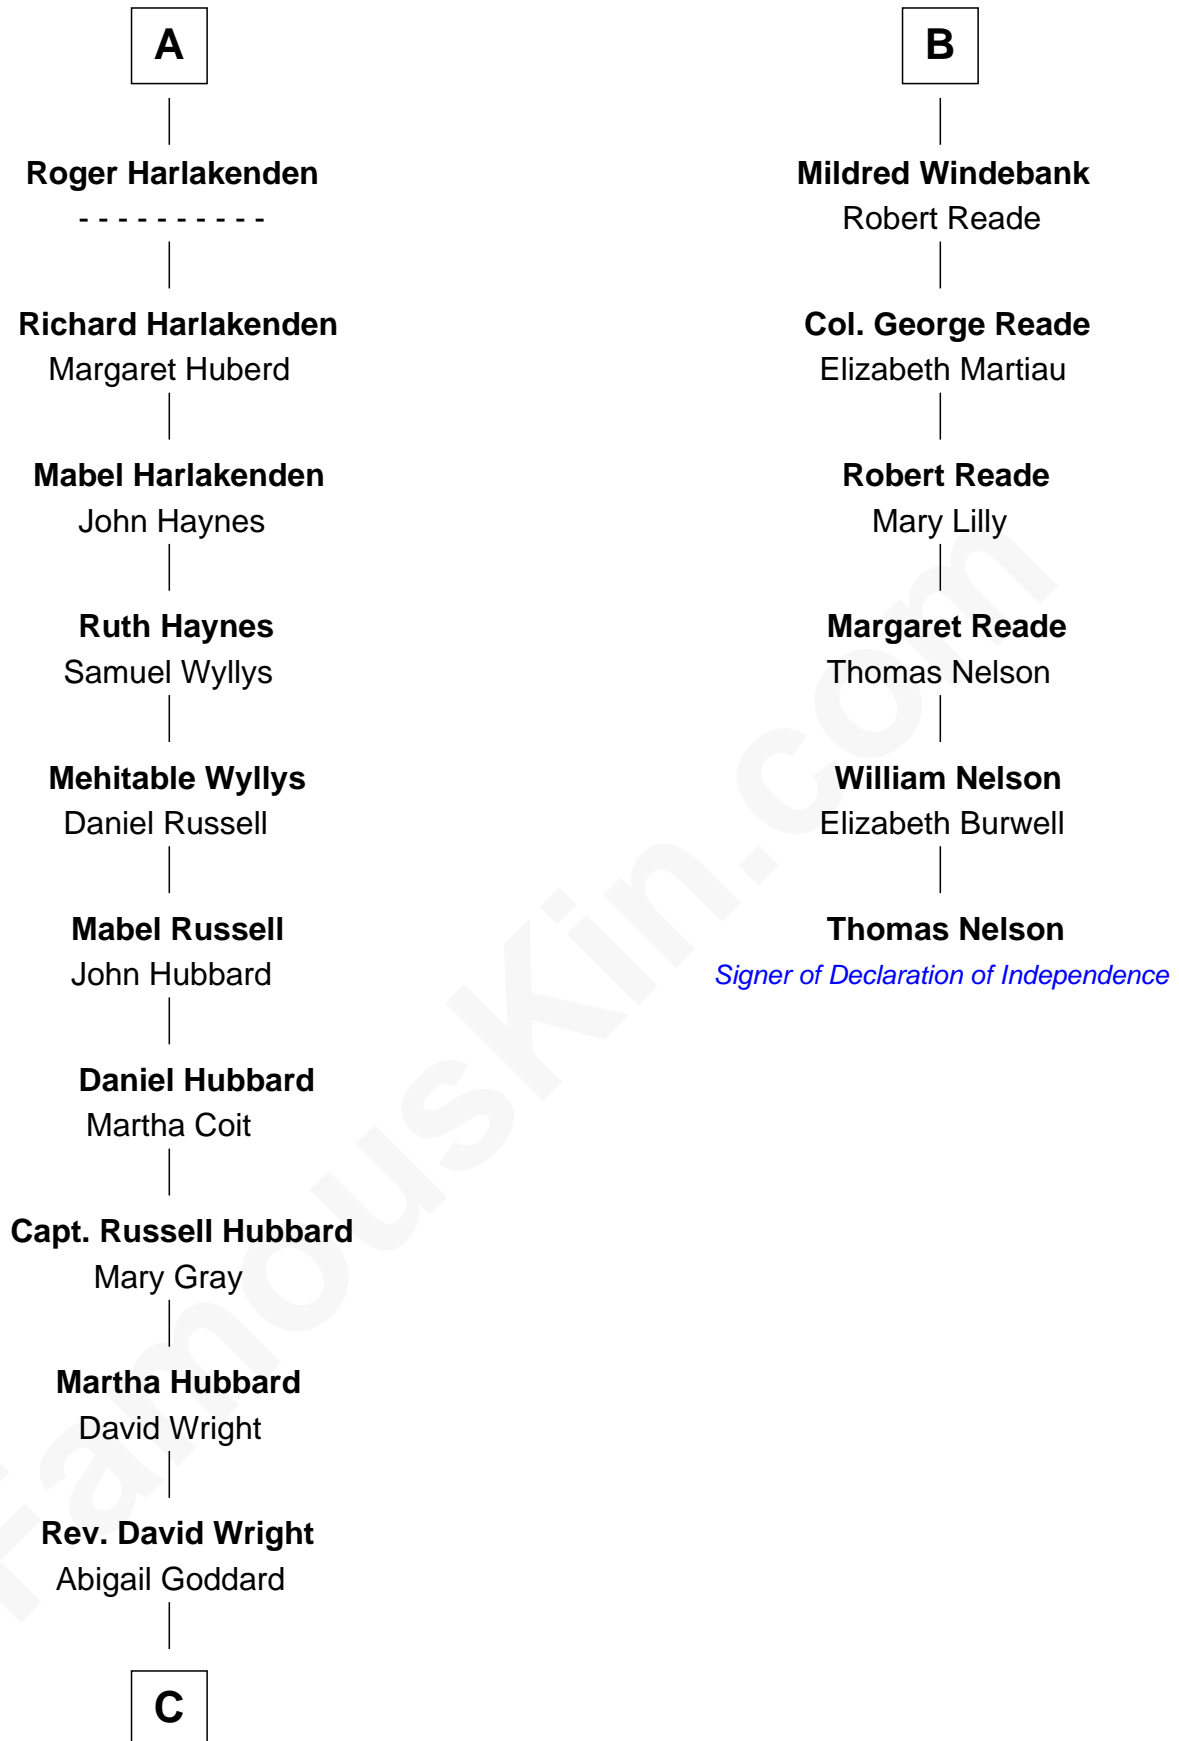 A
Roger Harlakenden
- - - - - - - - - -
Richard Harlakenden
Margaret Huberd
Mabel Harlakenden
John Haynes
Ruth Haynes
Samuel Wyllys
Mehitable Wyllys
Daniel Russell
Mabel Russell
John Hubbard
Daniel Hubbard
Martha Coit
Capt. Russell Hubbard
Mary Gray
Martha Hubbard
David Wright
Rev. David Wright
Abigail Goddard
C
B
Mildred Windebank
Robert Reade
Col. George Reade
Elizabeth Martiau
Robert Reade
Mary Lilly
Margaret Reade
Thomas Nelson
William Nelson
Elizabeth Burwell
Thomas Nelson
Signer of Declaration of Independence
FamousKin.com